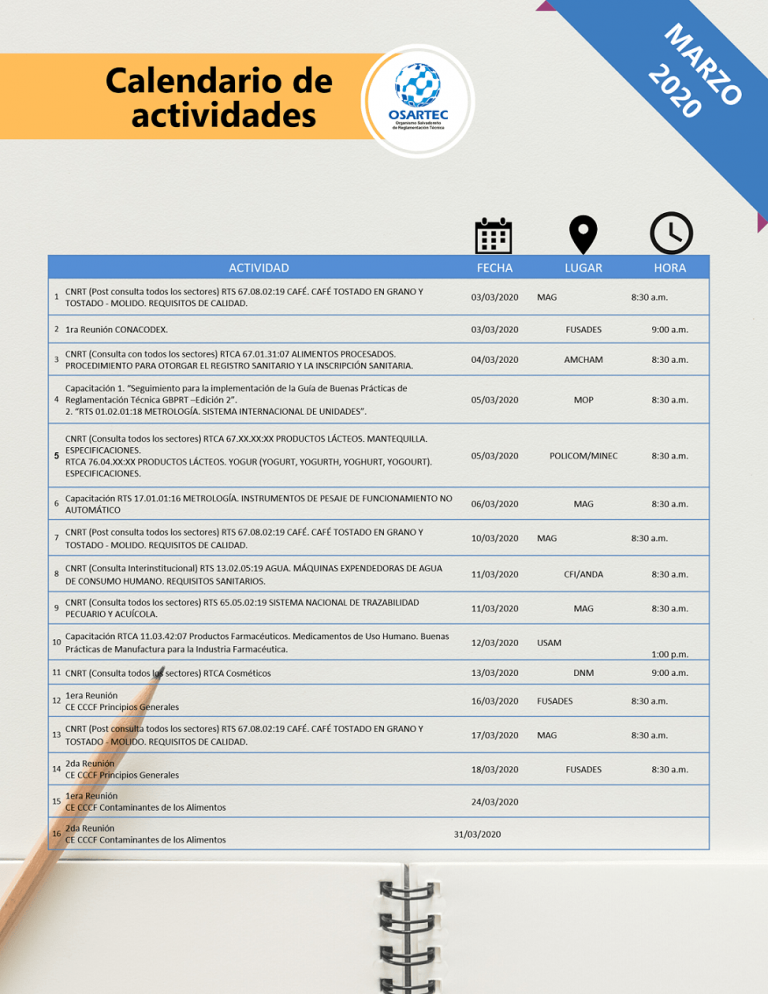 MARZO
2020
Calendario de
actividades
OSARTEC
Organismo Salvadoreño
de Reglamentación Técnica
ACTIVIDAD FECHA LUGAR HORA
1 CNRT (Post consulta todos los sectores) RTS 67.08.02:19 CAFÉ. CAFÉ TOSTADO EN GRANO Y
TOSTADO - MOLIDO. REQUISITOS DE CALIDAD. 03/03/2020 MAG 8:30 a.m.
2 1ra Reunión CONACODEX. 03/03/2020 FUSADES 9:00 a.m.
3 CNRT (Consulta con todos los sectores) RTCA 67.01.31:07 ALIMENTOS PROCESADOS.
PROCEDIMIENTO PARA OTORGAR EL REGISTRO SANITARIO Y LA INSCRIPCIÓN SANITARIA. 04/03/2020 AMCHAM 8:30 a.m.
4 Capacitación 1. “Seguimiento para la implementación de la Guía de Buenas Prácticas de
Reglamentación Técnica GBPRT –Edición 2”. 05/03/2020 MOP 8:30 a.m.
2. “RTS 01.02.01:18 METROLOGÍA. SISTEMA INTERNACIONAL DE UNIDADES”.
5 CNRT (Consulta todos los sectores) RTCA 67.XX.XX:XX PRODUCTOS LÁCTEOS. MANTEQUILLA.
ESPECIFICACIONES. 05/03/2020 POLICOM/MINEC 8:30 a.m.
RTCA 76.04.XX:XX PRODUCTOS LÁCTEOS. YOGUR (YOGURT, YOGURTH, YOGHURT, YOGOURT).
ESPECIFICACIONES.
6 Capacitación RTS 17.01.01:16 METROLOGÍA. INSTRUMENTOS DE PESAJE DE FUNCIONAMIENTO NO
AUTOMÁTICO 06/03/2020 MAG 8:30 a.m.
7 CNRT (Post consulta todos los sectores) RTS 67.08.02:19 CAFÉ. CAFÉ TOSTADO EN GRANO Y
TOSTADO - MOLIDO. REQUISITOS DE CALIDAD. 10/03/2020 MAG 8:30 a.m.
8 CNRT (Consulta Interinstitucional) RTS 13.02.05:19 AGUA. MÁQUINAS EXPENDEDORAS DE AGUA
DE CONSUMO HUMANO. REQUISITOS SANITARIOS. 11/03/2020 CFI/ANDA 8:30 a.m.
9 CNRT (Consulta todos los sectores) RTS 65.05.02:19 SISTEMA NACIONAL DE TRAZABILIDAD
PECUARIO Y ACUÍCOLA. 11/03/2020 MAG 8:30 a.m.
10 Capacitación RTCA 11.03.42:07 Productos Farmacéuticos. Medicamentos de Uso Humano. Buenas
Prácticas de Manufactura para la Industria Farmacéutica. 12/03/2020 USAM 1:00 p.m.
11 CNRT (Consulta todos los sectores) RTCA Cosméticos 13/03/2020 DNM 9:00 a.m.
12 1era Reunión
CE CCCF Principios Generales 16/03/2020 FUSADES 8:30 a.m.
13 CNRT (Post consulta todos los sectores) RTS 67.08.02:19 CAFÉ. CAFÉ TOSTADO EN GRANO Y
TOSTADO - MOLIDO. REQUISITOS DE CALIDAD. 17/03/2020 MAG 8:30 a.m.
14 2da Reunión
CE CCCF Principios Generales 18/03/2020 FUSADES 8:30 a.m.
15 1era Reunión
CE CCCF Contaminantes de los Alimentos 24/03/2020
16 2da Reunión
CE CCCF Contaminantes de los Alimentos 31/03/2020